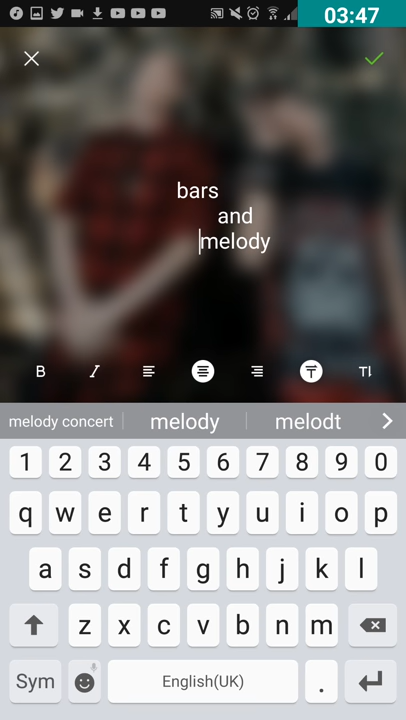 03:47
bars
and
melody
B I T TI
melody concert melody melodt
1 2 3 4 5 6 7 8 9 0
q w e r t y u i o p
a s d f g h j k l
z x c v b n m
Sym English(UK) .